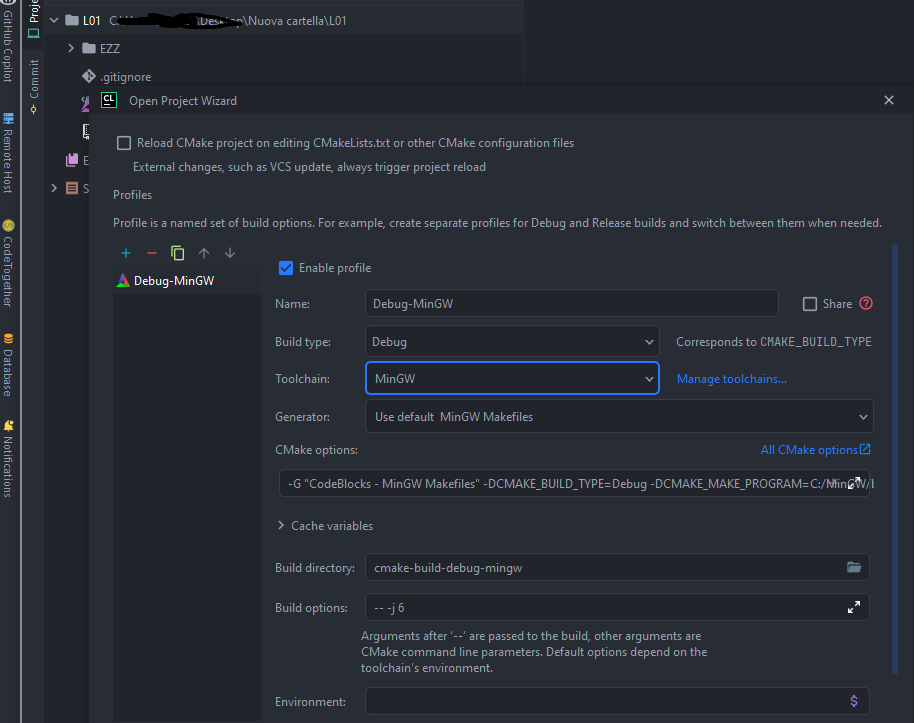 L01 \Desktop\Nuova cartella\L01
EZZ
.gitignore
GitHub Copilot
Remote Host
CodeTogether
Database
Notifications
Proje
Commit
CL Open Project Wizard
Reload CMake project on editing CMakeLists.txt or other CMake configuration files
External changes, such as VCS update, always trigger project reload
Profiles
Profile is a named set of build options. For example, create separate profiles for Debug and Release builds and switch between them when needed.
Debug-MinGW
Enable profile
Name: Debug-MinGW Share
Build type: Debug Corresponds to CMAKE_BUILD_TYPE
Toolchain: MinGW Manage toolchains...
Generator: Use default MinGW Makefiles
CMake options: All CMake options
-G "CodeBlocks - MinGW Makefiles" -DCMAKE_BUILD_TYPE=Debug -DCMAKE_MAKE_PROGRAM=C:/MinGW/
Cache variables
Build directory: cmake-build-debug-mingw
Build options: -- -j 6
Arguments after ‘--’ are passed to the build, other arguments are
CMake command line parameters. Default options depend on the
toolchain’s environment.
Environment: $